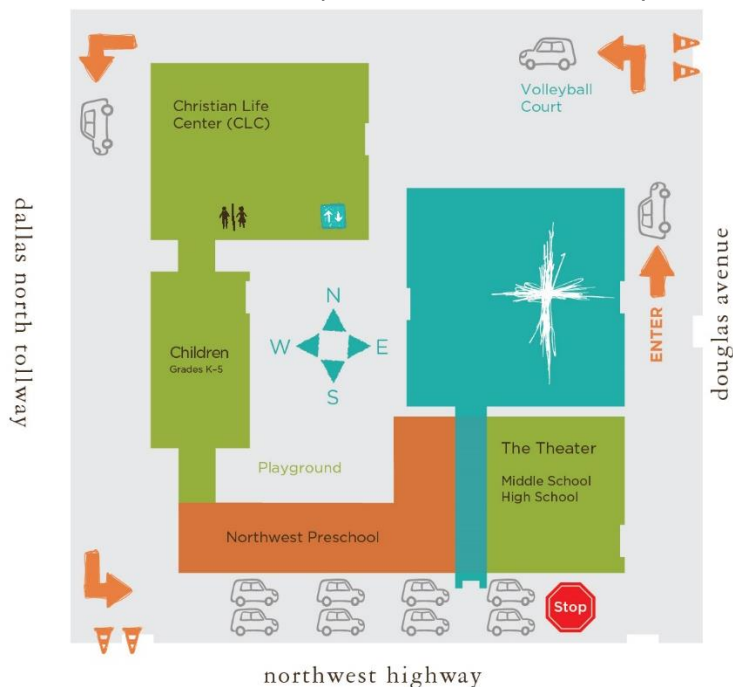 Christian Life
Center (CLC)
Volleyball
Court
dallas north tollway
N
W
E
S
Children
Grades K–5
ENTER
douglas avenue
Playground
The Theater
Middle School
High School
Northwest Preschool
Stop
northwest highway